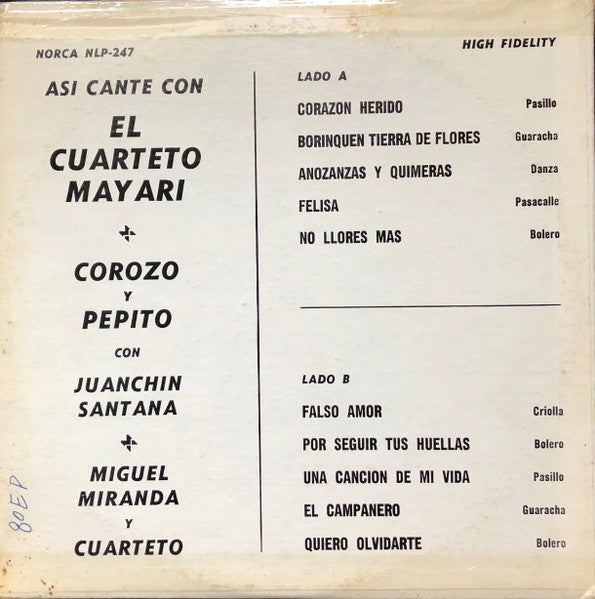 NORCA NLP-247
HIGH FIDELITY
ASI CANTE CON
EL
CUARTETO
MAYARI
COROZO
Y
PEPITO
CON
JUANCHIN
SANTANA
MIGUEL
MIRANDA
Y
CUARTETO
80EP
LADO A
CORAZON HERIDO Pasillo
BORINQUEN TIERRA DE FLORES Guaracha
ANOZANZAS Y QUIMERAS Danza
FELISA Pasacalle
NO LLORES MAS Bolero
LADO B
FALSO AMOR Criolla
POR SEGUIR TUS HUELLAS Bolero
UNA CANCION DE MI VIDA Pasillo
EL CAMPANERO Guaracha
QUIERO OLVIDARTE Bolero